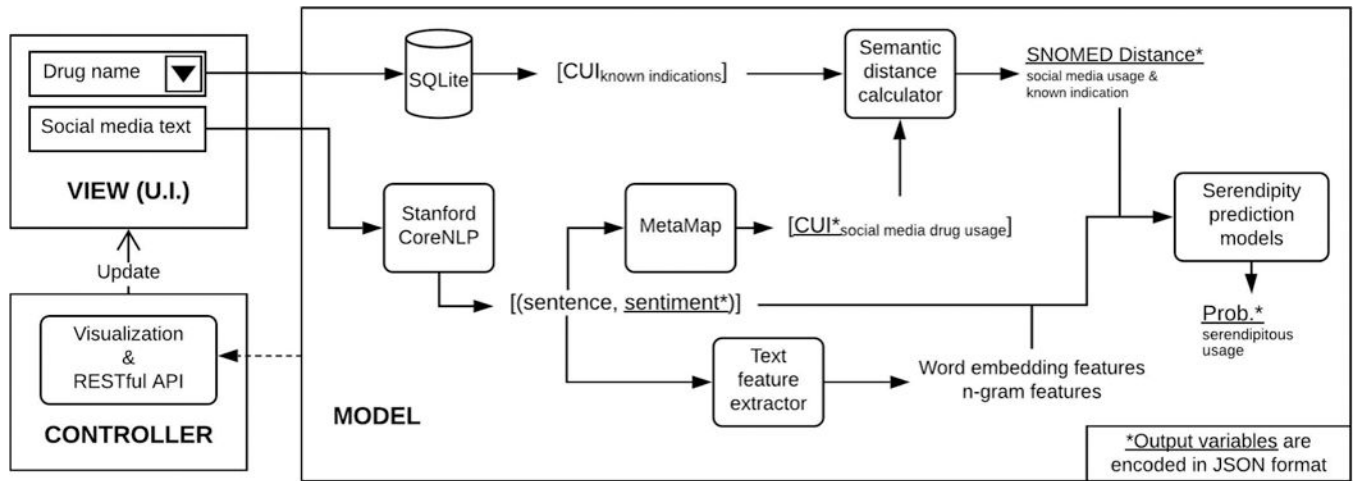 Drug name
Social media text
VIEW (U.I.)
Update
Visualization
&
RESTful API
CONTROLLER
SQLite
[CUIknown indications]
Semantic
distance
calculator
SNOMED Distance*
social media usage &
known indication
Stanford
CoreNLP
MetaMap
[CUI*social media drug usage]
Serendipity
prediction
models
[(sentence, sentiment*)]
Prob.*
serendipitous
usage
Text
feature
extractor
Word embedding features
n-gram features
MODEL
*Output variables are
encoded in JSON format